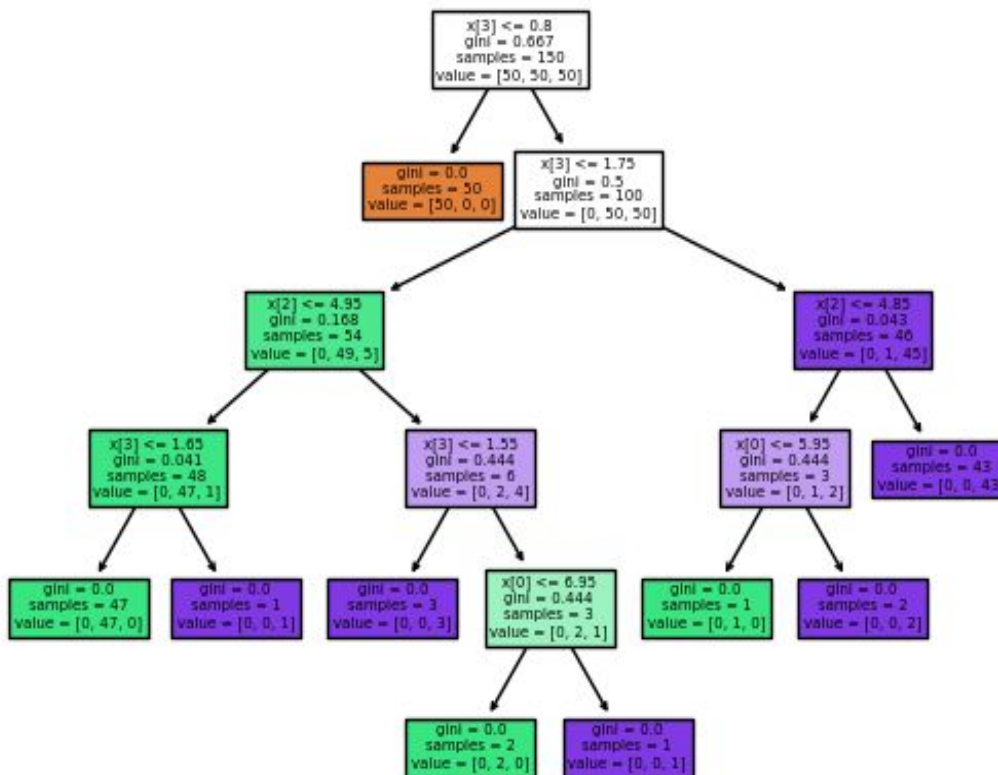 x[3] <= 0.8
gini = 0.667
samples = 150
value = [50, 50, 50]
gini = 0.0
samples = 50
value = [50, 0, 0]
x[3] <= 1.75
gini = 0.5
samples = 100
value = [0, 50, 50]
x[2] <= 4.95
gini = 0.168
samples = 54
value = [0, 49, 5]
x[2] <= 4.85
gini = 0.043
samples = 46
value = [0, 1, 45]
x[3] <= 1.65
gini = 0.041
samples = 48
value = [0, 47, 1]
x[3] <= 1.55
gini = 0.444
samples = 6
value = [0, 2, 4]
x[0] <= 5.95
gini = 0.444
samples = 3
value = [0, 1, 2]
gini = 0.0
samples = 43
value = [0, 0, 43]
gini = 0.0
samples = 47
value = [0, 47, 0]
gini = 0.0
samples = 1
value = [0, 0, 1]
gini = 0.0
samples = 3
value = [0, 0, 3]
x[0] <= 6.95
gini = 0.444
samples = 3
value = [0, 2, 1]
gini = 0.0
samples = 1
value = [0, 1, 0]
gini = 0.0
samples = 2
value = [0, 0, 2]
gini = 0.0
samples = 2
value = [0, 2, 0]
gini = 0.0
samples = 1
value = [0, 0, 1]